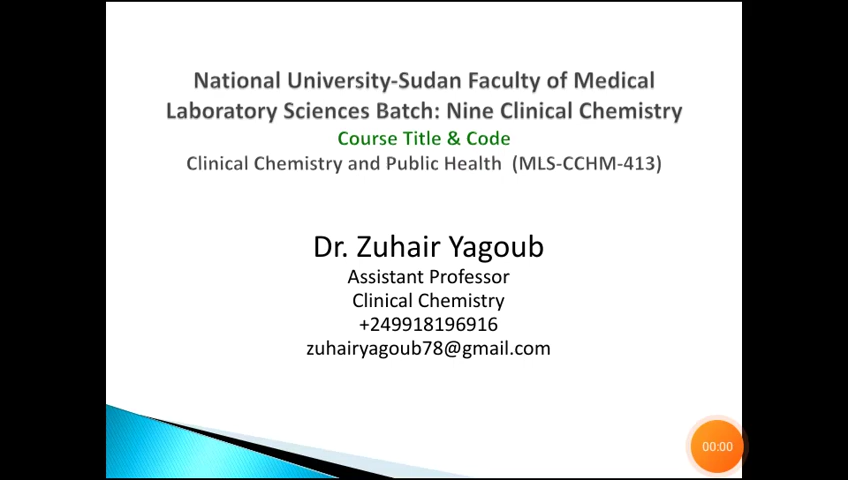 National University-Sudan Faculty of Medical
Laboratory Sciences Batch: Nine Clinical Chemistry
Course Title & Code
Clinical Chemistry and Public Health (MLS-CCHM-413)
Dr. Zuhair Yagoub
Assistant Professor
Clinical Chemistry
+249918196916
zuhairyagoub78@gmail.com
00:00